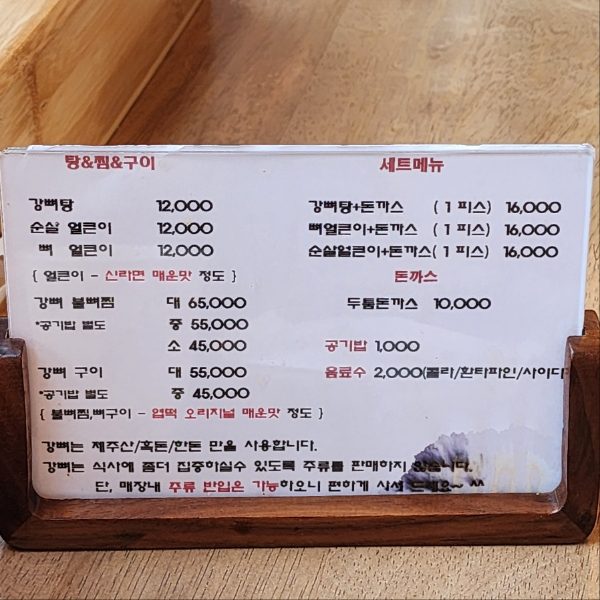 탕&찜&구이
강뼈탕 12,000
순살 얼큰이 12,000
뼈 얼큰이 12,000
{ 얼큰이 - 신라면 매운맛 정도 }
강뼈 불뼈찜 대 65,000
*공기밥 별도 중 55,000
소 45,000
강뼈 구이 대 55,000
*공기밥 별도 중 45,000
{ 불뼈찜,뼈구이 - 엽떡 오리지널 매운맛 정도 }
세트메뉴
강뼈탕+돈까스 ( 1 피스) 16,000
뼈얼큰이+돈까스 ( 1 피스) 16,000
순살얼큰이+돈까스( 1 피스) 16,000
돈까스
두툼돈까스 10,000
공기밥 1,000
음료수 2,000(콜라/환타파인/사이다
강뼈는 제주산/흑돈/한돈 만을 사용합니다.
강뼈는 식사에 좀더 집중하실수 있도록 주류를 판매하지 않습니다.
단, 매장내 주류 반입은 가능하오니 편하게 사서 드세요~ ^^